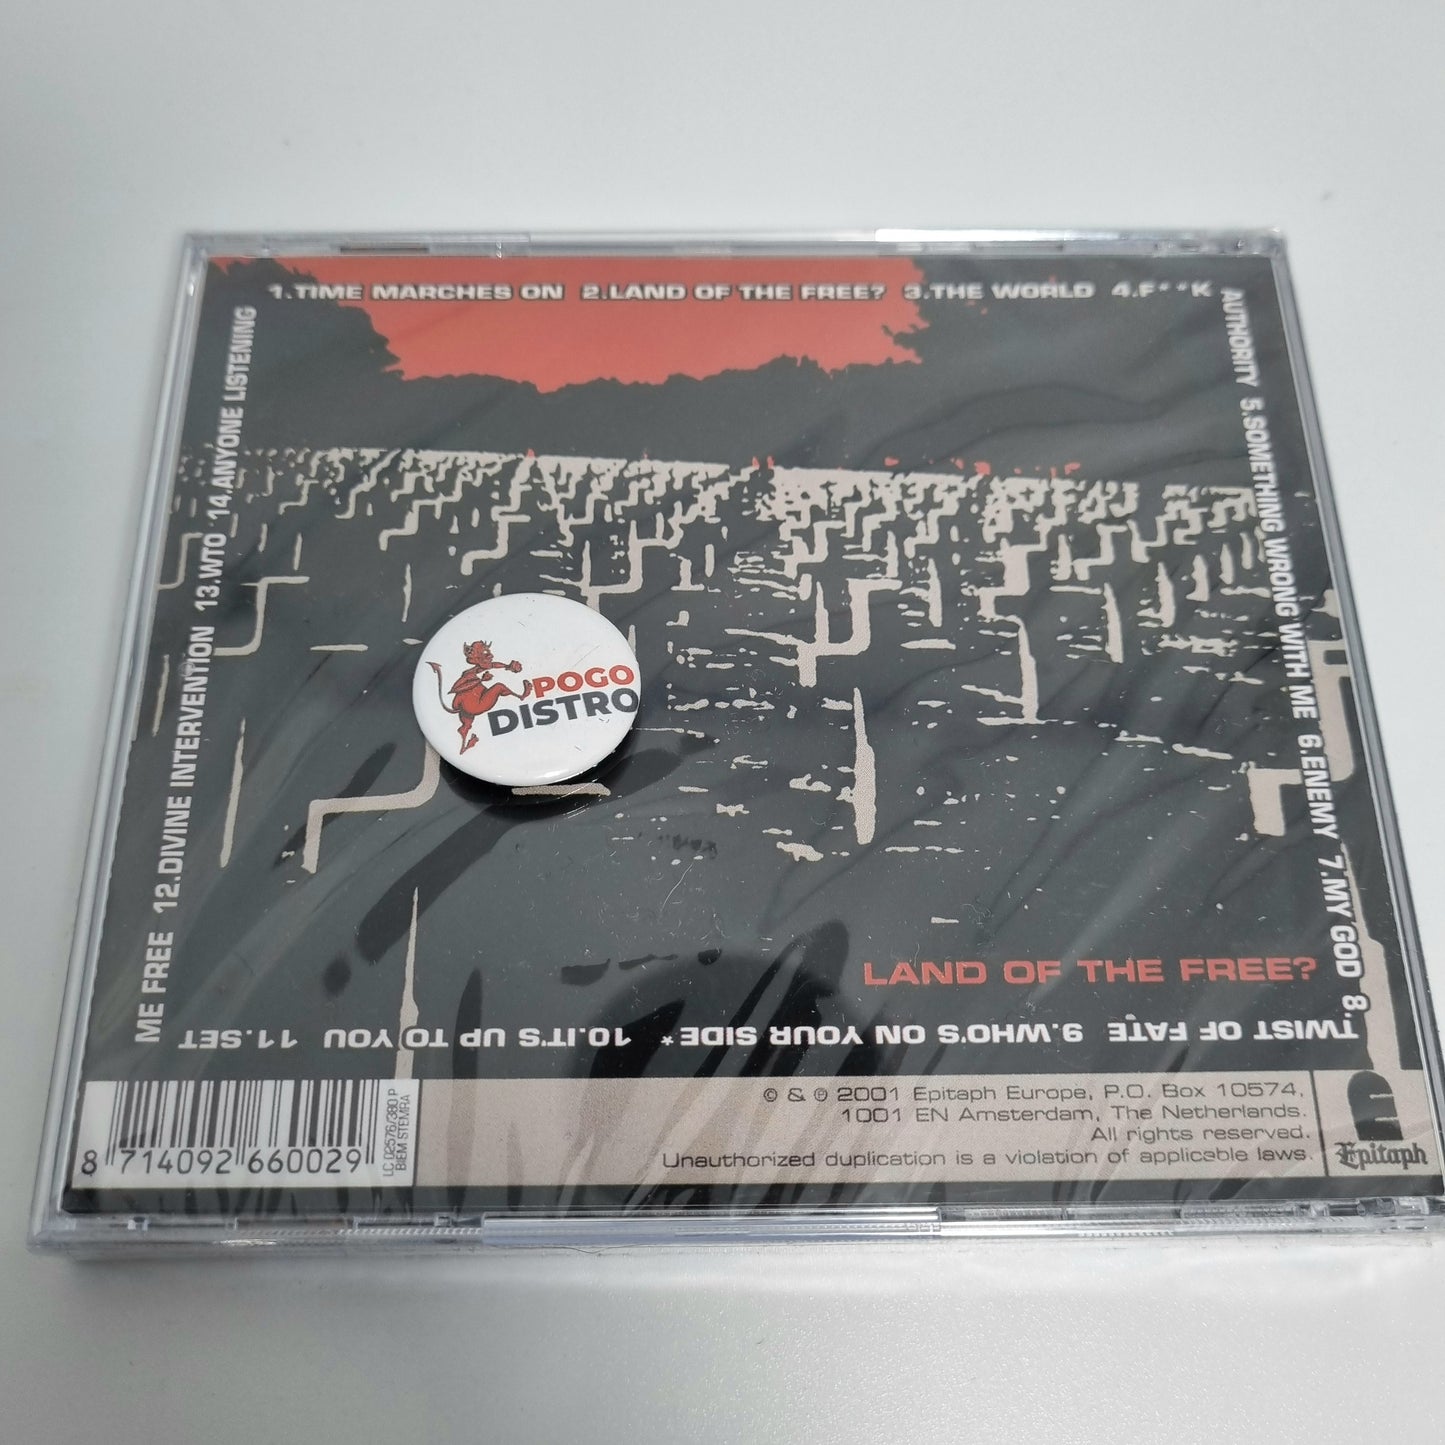 1.TIME MARCHES ON 2.LAND OF THE FREE? 3.THE WORLD 4.F**K
AUTHORITY 5.SOMETHING WRONG WITH ME 6.ENEMY 7.MY GOD 8.
TWIST OF FATE 9.WHO'S ON YOUR SIDE* 10.IT'S UP TO YOU 11.SET
ME FREE 12.DIVINE INTERVENTION 13.WTO 14.ANYONE LISTENING
POGO
DISTRO
LAND OF THE FREE?
8 714092 660029
LC 02576/380 P
BIEM STEMRA
© & ℗ 2001 Epitaph Europe, P.O. Box 10574,
1001 EN Amsterdam, The Netherlands.
All rights reserved.
Unauthorized duplication is a violation of applicable laws.
Epitaph